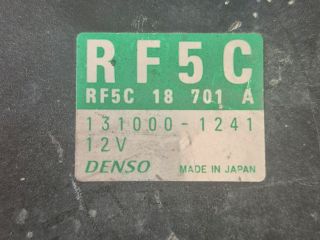 RF5C
RF5C 18 701 A
131000-1241
12V
DENSO MADE IN JAPAN